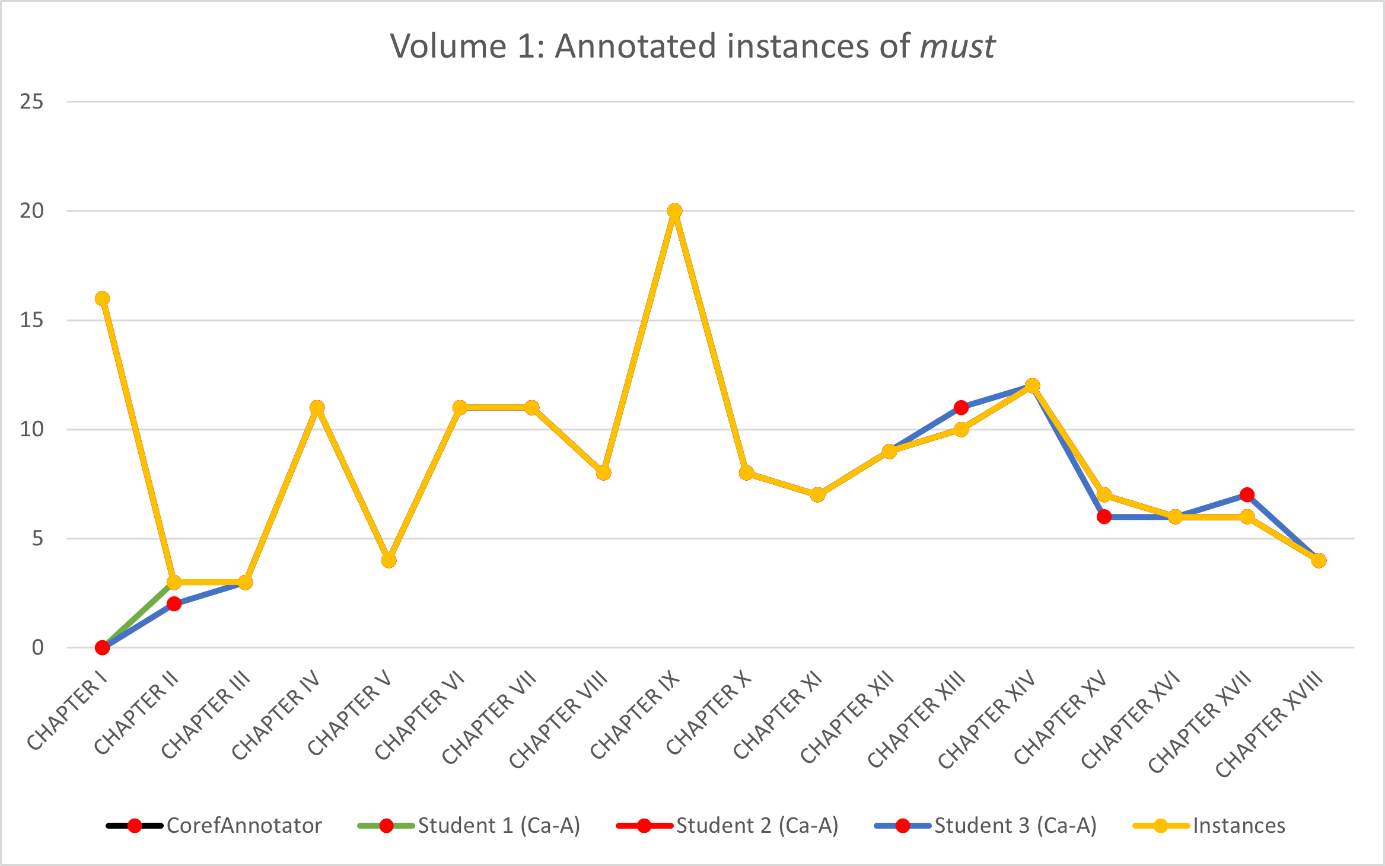 Volume 1: Annotated instances of must
25
20
15
10
5
0
CHAPTER I
CHAPTER II
CHAPTER III
CHAPTER IV
CHAPTER V
CHAPTER VI
CHAPTER VII
CHAPTER VIII
CHAPTER IX
CHAPTER X
CHAPTER XI
CHAPTER XII
CHAPTER XIII
CHAPTER XIV
CHAPTER XV
CHAPTER XVI
CHAPTER XVII
CHAPTER XVIII
CorefAnnotator Student 1 (Ca-A) Student 2 (Ca-A) Student 3 (Ca-A) Instances